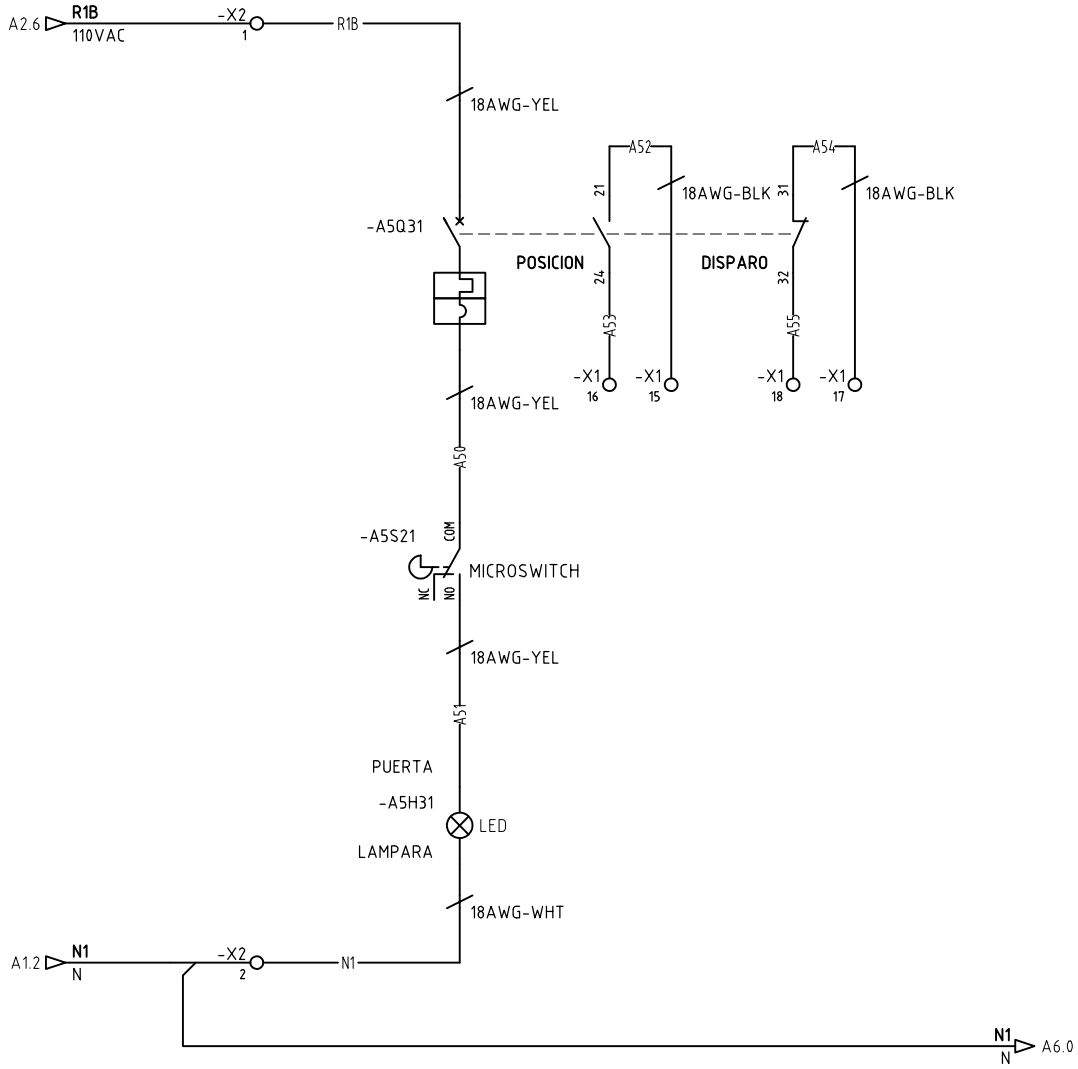 A2.6
R1B
110VAC
-X2
1
R1B
18AWG-YEL
A52
A54
21
18AWG-BLK
31
18AWG-BLK
-A5Q31
POSICION
DISPARO
24
32
A53
A55
-X1
16
-X1
15
-X1
18
-X1
17
18AWG-YEL
A50
-A5S21
COM
MICROSWITCH
NC
NO
18AWG-YEL
A51
PUERTA
-A5H31
LED
LAMPARA
18AWG-WHT
A1.2
N1
N
-X2
2
N1
N1
N
A6.0